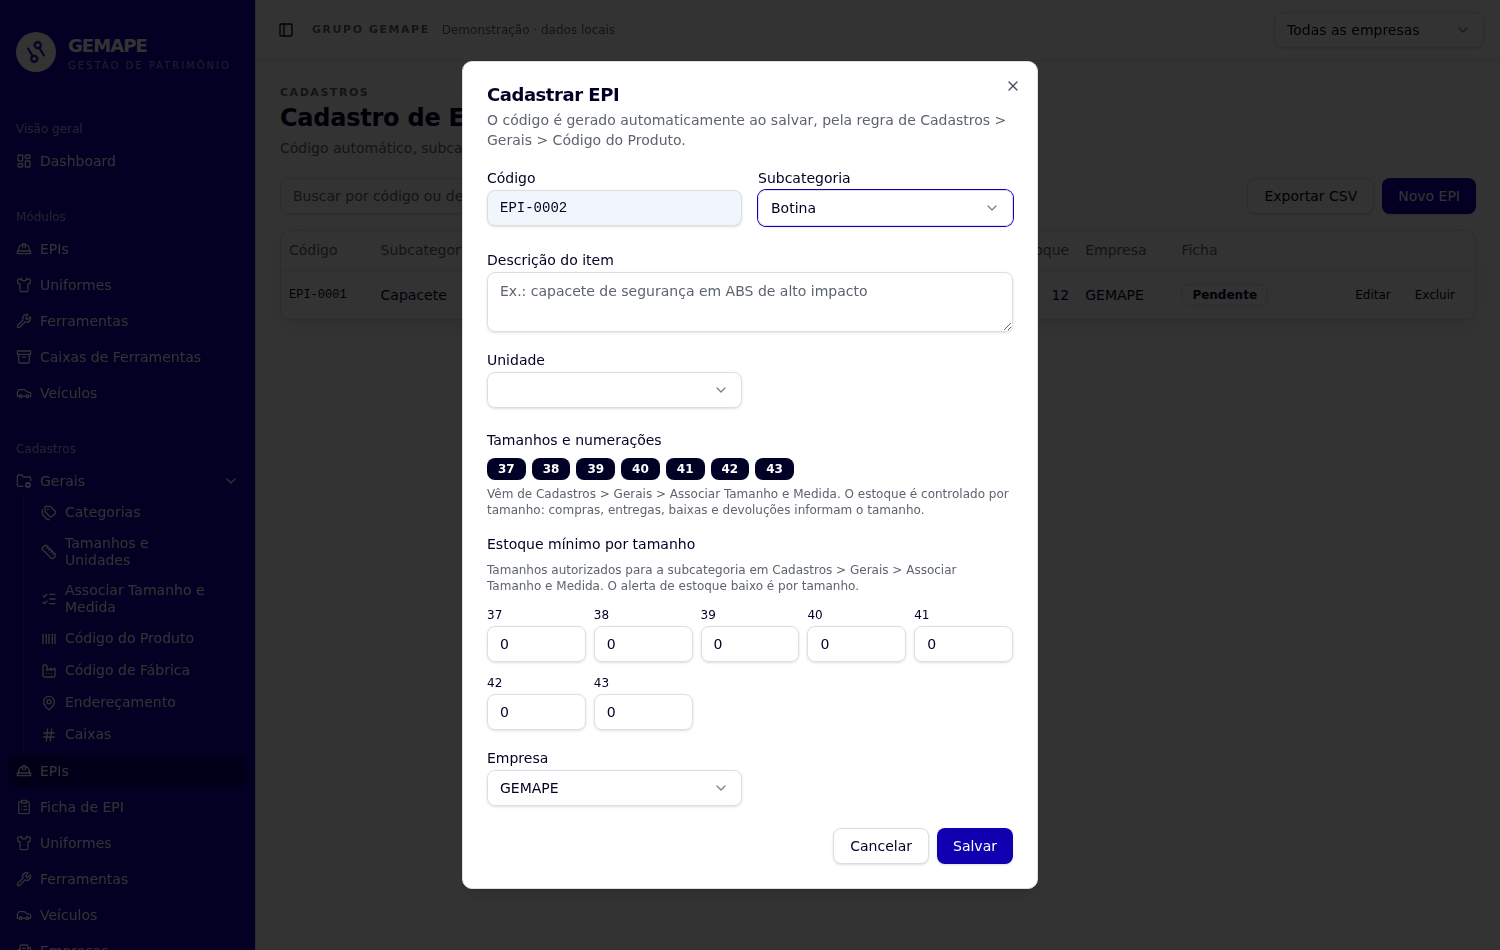 GEMAPE
GESTÃO DE PATRIMÔNIO
Visão geral
Dashboard
Módulos
EPIs
Uniformes
Ferramentas
Caixas de Ferramentas
Veículos
Cadastros
Gerais
Categorias
Tamanhos e
Unidades
Associar Tamanho e
Medida
Código do Produto
Código de Fábrica
Endereçamento
Caixas
EPIs
Ficha de EPI
Uniformes
Ferramentas
Veículos
Empresas
GRUPO GEMAPE
Demonstração · dados locais
Todas as empresas
CADASTROS
Cadastro de E
Código automático, subca
Buscar por código ou de
Exportar CSV
Novo EPI
Código
Subcategor
oque
Empresa
Ficha
EPI-0001
Capacete
12
GEMAPE
Pendente
Editar
Excluir
Cadastrar EPI
O código é gerado automaticamente ao salvar, pela regra de Cadastros >
Gerais > Código do Produto.
Código
Subcategoria
EPI-0002
Botina
Descrição do item
Ex.: capacete de segurança em ABS de alto impacto
Unidade
Tamanhos e numerações
37 38 39 40 41 42 43
Vêm de Cadastros > Gerais > Associar Tamanho e Medida. O estoque é controlado por
tamanho: compras, entregas, baixas e devoluções informam o tamanho.
Estoque mínimo por tamanho
Tamanhos autorizados para a subcategoria em Cadastros > Gerais > Associar
Tamanho e Medida. O alerta de estoque baixo é por tamanho.
37 38 39 40 41
0 0 0 0 0
42 43
0 0
Empresa
GEMAPE
Cancelar
Salvar